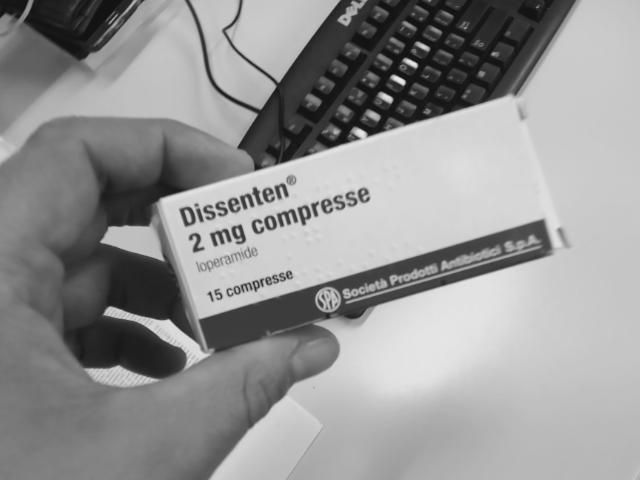 DELL
Dissenten®
2 mg compresse
loperamide
15 compresse
SPA Società Prodotti Antibiotici S.p.A.